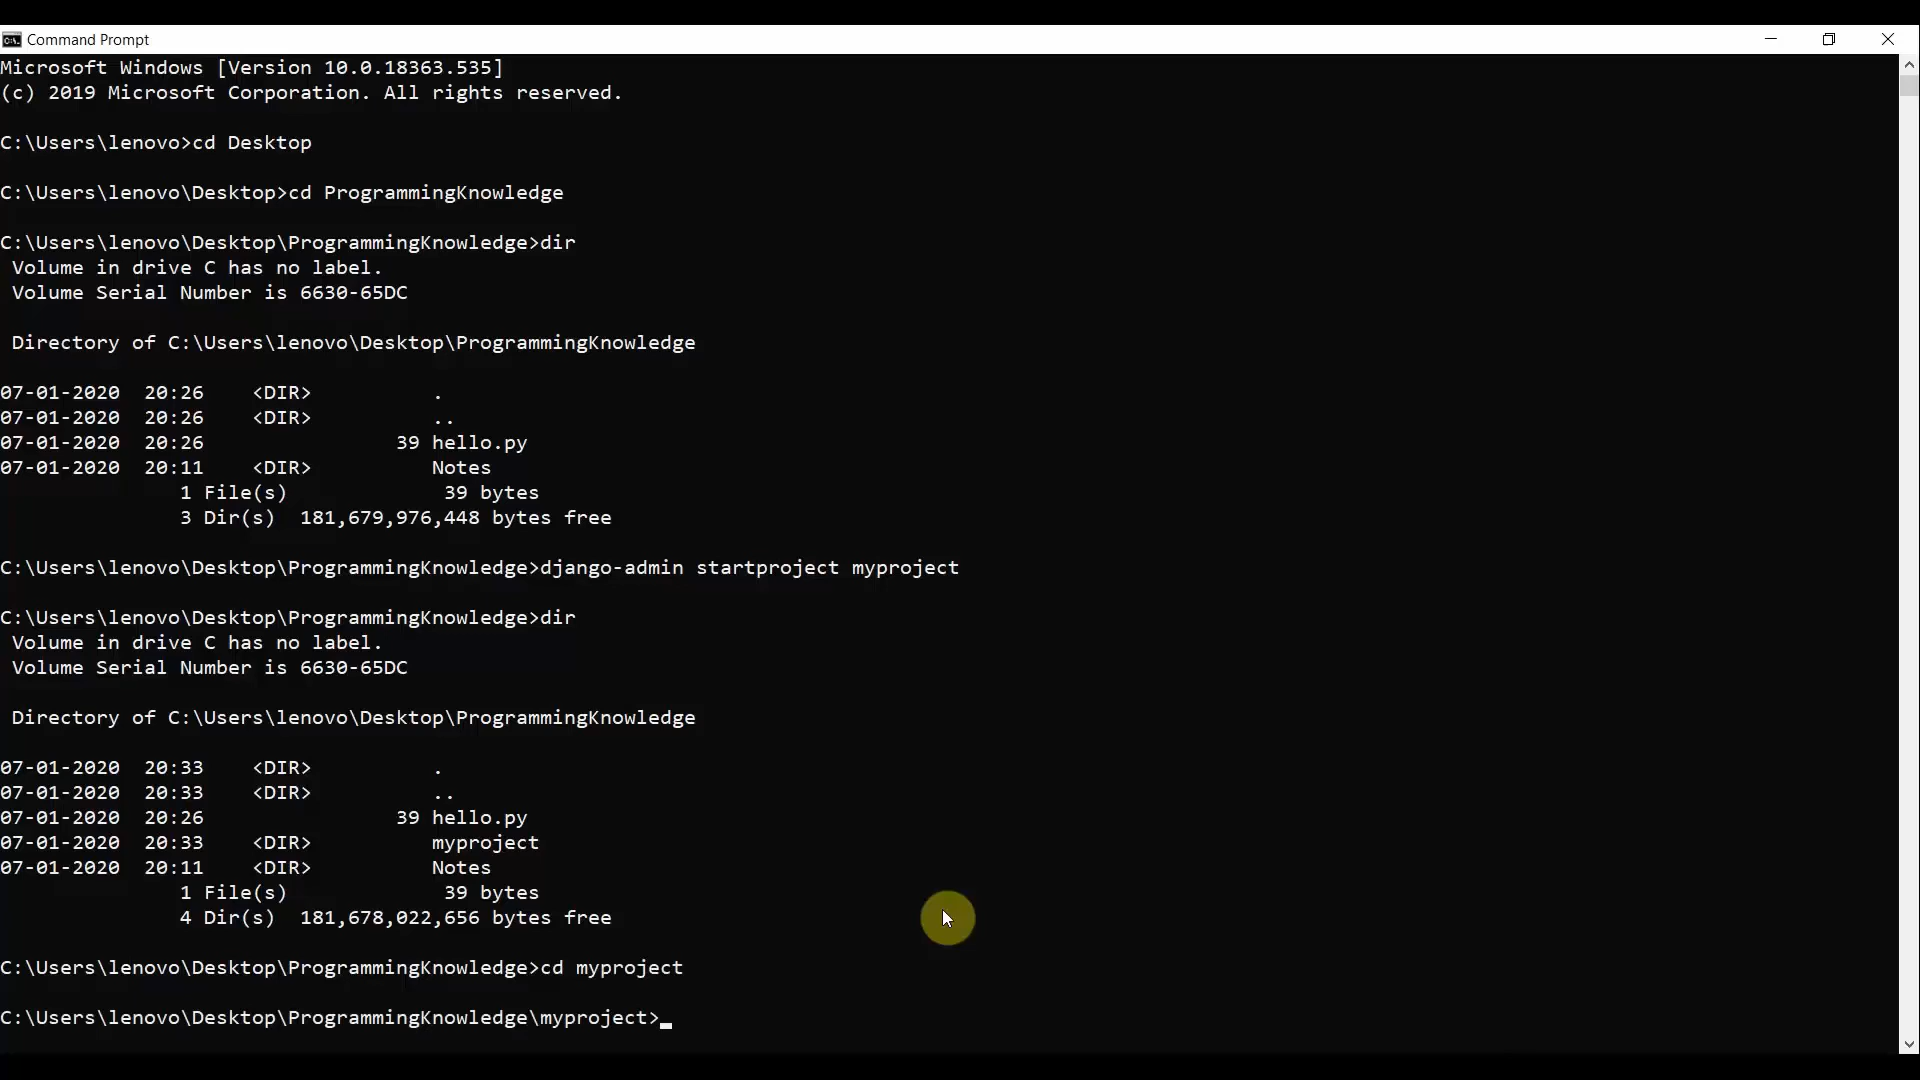 Command Prompt
Microsoft Windows [Version 10.0.18363.535]
(c) 2019 Microsoft Corporation. All rights reserved.
C:\Users\lenovo>cd Desktop
C:\Users\lenovo\Desktop>cd ProgrammingKnowledge
C:\Users\lenovo\Desktop\ProgrammingKnowledge>dir
Volume in drive C has no label.
Volume Serial Number is 6630-65DC
Directory of C:\Users\lenovo\Desktop\ProgrammingKnowledge
07-01-2020  20:26    <DIR>          .
07-01-2020  20:26    <DIR>          ..
07-01-2020  20:26                39 hello.py
07-01-2020  20:11    <DIR>          Notes
1 File(s)             39 bytes
3 Dir(s)  181,679,976,448 bytes free
C:\Users\lenovo\Desktop\ProgrammingKnowledge>django-admin startproject myproject
C:\Users\lenovo\Desktop\ProgrammingKnowledge>dir
Volume in drive C has no label.
Volume Serial Number is 6630-65DC
Directory of C:\Users\lenovo\Desktop\ProgrammingKnowledge
07-01-2020  20:33    <DIR>          .
07-01-2020  20:33    <DIR>          ..
07-01-2020  20:26                39 hello.py
07-01-2020  20:33    <DIR>          myproject
07-01-2020  20:11    <DIR>          Notes
1 File(s)             39 bytes
4 Dir(s)  181,678,022,656 bytes free
C:\Users\lenovo\Desktop\ProgrammingKnowledge>cd myproject
C:\Users\lenovo\Desktop\ProgrammingKnowledge\myproject>